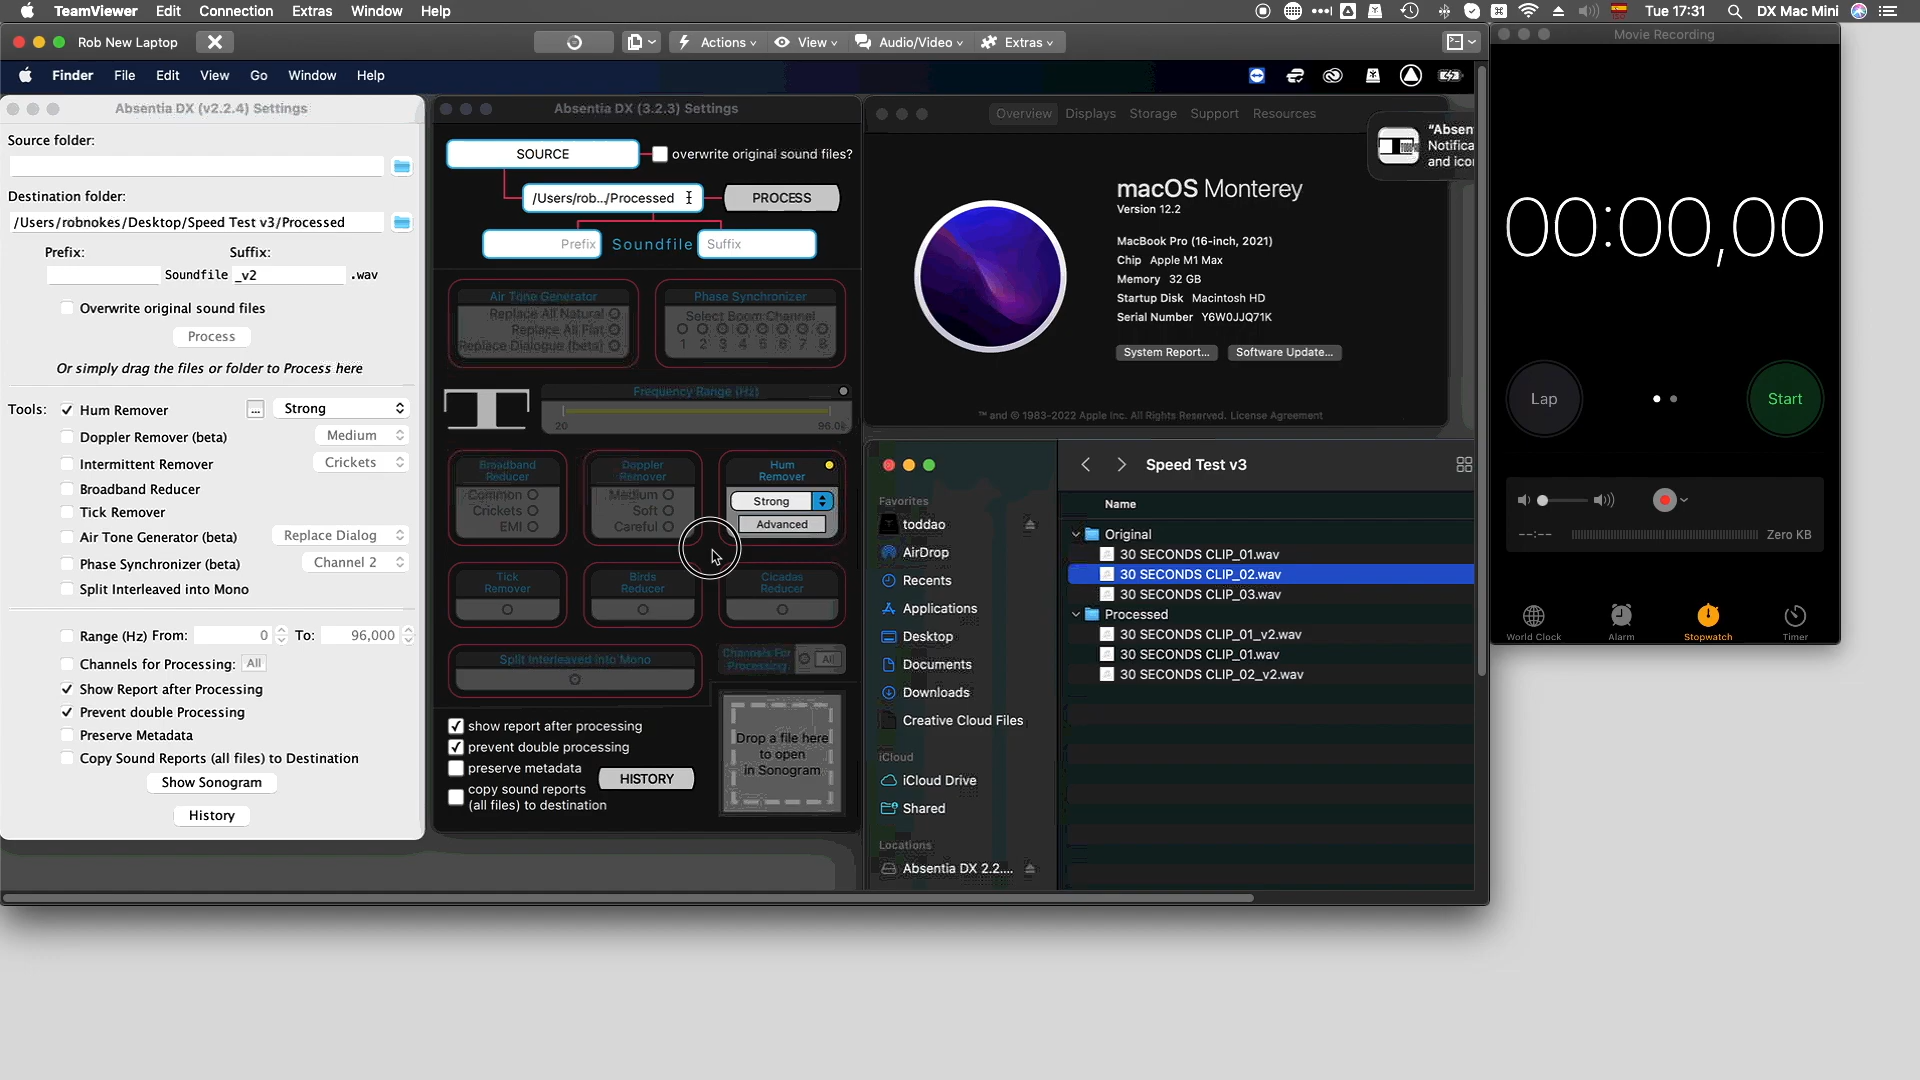 TeamViewer Edit Connection Extras Window Help
Tue 17:31 DX Mac Mini
Rob New Laptop
Actions View Audio/Video Extras
Finder File Edit View Go Window Help
Absentia DX (v2.2.4) Settings
Source folder:
Destination folder:
/Users/robnokes/Desktop/Speed Test v3/Processed
Prefix: Suffix:
Soundfile _v2 .wav
Overwrite original sound files
Process
Or simply drag the files or folder to Process here
Tools: Hum Remover ... Strong
Doppler Remover (beta) Medium
Intermittent Remover Crickets
Broadband Reducer
Tick Remover
Air Tone Generator (beta) Replace Dialog
Phase Synchronizer (beta) Channel 2
Split Interleaved into Mono
Range (Hz) From: 0 To: 96,000
Channels for Processing: All
Show Report after Processing
Prevent double Processing
Preserve Metadata
Copy Sound Reports (all files) to Destination
Show Sonogram
History
Absentia DX (3.2.3) Settings
SOURCE overwrite original sound files?
/Users/rob.../Processed PROCESS
Prefix Soundfile Suffix
Air Tone Generator
Replace All Natural
Replace All Flat
Replace Dialogue (beta)
Phase Synchronizer
Select Boom Channel
1 2 3 4 5 6 7 8
Frequency Range (Hz)
20 96.0k
Broadband
Reducer
Common
Crickets
EMI
Doppler
Remover
Medium
Soft
Careful
Hum
Remover
Strong
Advanced
Tick
Remover
Birds
Reducer
Cicadas
Reducer
Split Interleaved into Mono
Channels For
Processing All
show report after processing
prevent double processing
preserve metadata
copy sound reports
(all files) to destination
HISTORY
Drop a file here
to open
in Sonogram
Overview Displays Storage Support Resources
macOS Monterey
Version 12.2
MacBook Pro (16-inch, 2021)
Chip Apple M1 Max
Memory 32 GB
Startup Disk Macintosh HD
Serial Number Y6W0JJQ71K
System Report... Software Update...
™ and © 1983-2022 Apple Inc. All Rights Reserved. License Agreement
"Absen
Notifica
and icon
Favorites
toddao
AirDrop
Recents
Applications
Desktop
Documents
Downloads
Creative Cloud Files
iCloud
iCloud Drive
Shared
Locations
Absentia DX 2.2....
Speed Test v3
Name
Original
30 SECONDS CLIP_01.wav
30 SECONDS CLIP_02.wav
30 SECONDS CLIP_03.wav
Processed
30 SECONDS CLIP_01_v2.wav
30 SECONDS CLIP_01.wav
30 SECONDS CLIP_02_v2.wav
Movie Recording
00:00,00
Lap Start
--:-- Zero KB
World Clock Alarm Stopwatch Timer